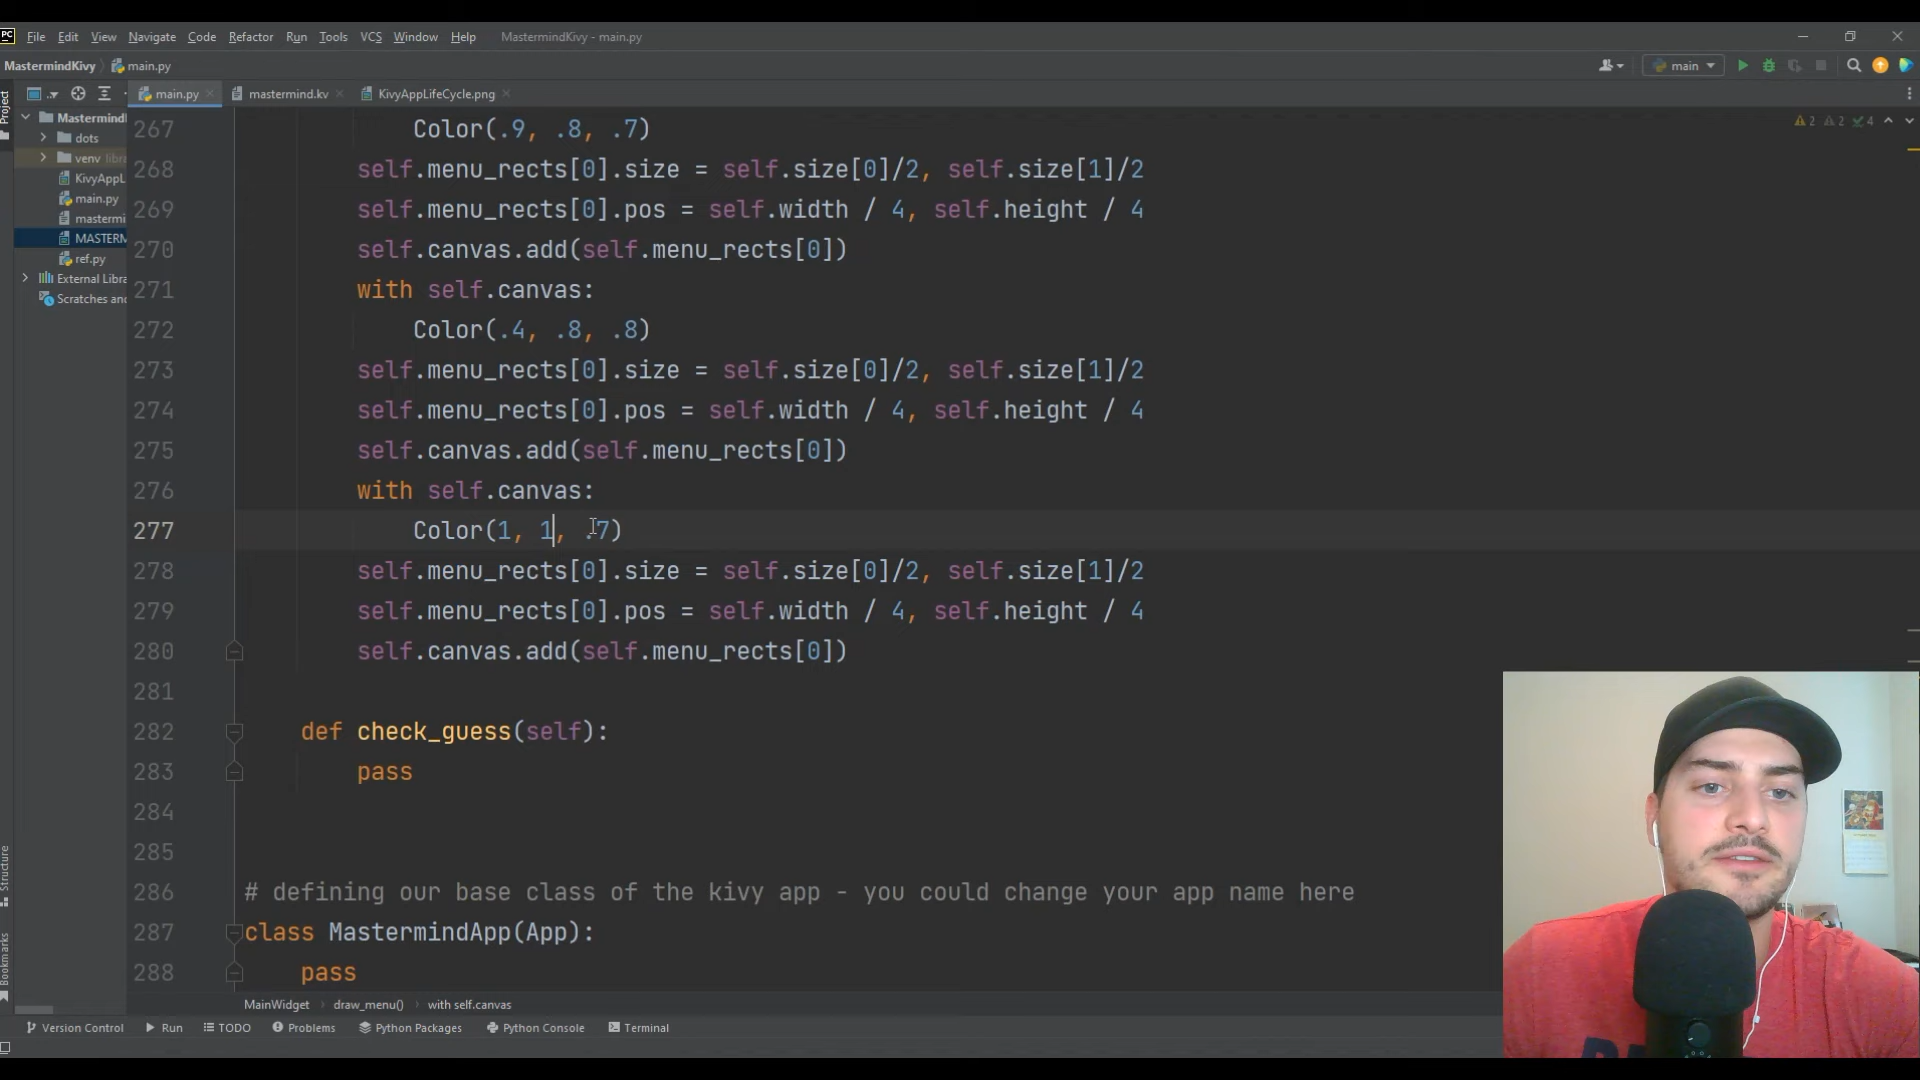 PC File Edit View Navigate Code Refactor Run Tools VCS Window Help MastermindKivy - main.py
MastermindKivy main.py main
main.py mastermind.kv KivyAppLifeCycle.png
Project
Mastermind
dots
venv libr
KivyAppL
main.py
mastermi
MASTERM
ref.py
External Libra
Scratches and
2 2 4
267 Color(.9, .8, .7)
268 self.menu_rects[0].size = self.size[0]/2, self.size[1]/2
269 self.menu_rects[0].pos = self.width / 4, self.height / 4
270 self.canvas.add(self.menu_rects[0])
271 with self.canvas:
272 Color(.4, .8, .8)
273 self.menu_rects[0].size = self.size[0]/2, self.size[1]/2
274 self.menu_rects[0].pos = self.width / 4, self.height / 4
275 self.canvas.add(self.menu_rects[0])
276 with self.canvas:
277 Color(1, 1, .7)
278 self.menu_rects[0].size = self.size[0]/2, self.size[1]/2
279 self.menu_rects[0].pos = self.width / 4, self.height / 4
280 self.canvas.add(self.menu_rects[0])
281
282 def check_guess(self):
283 pass
284
285
286 # defining our base class of the kivy app - you could change your app name here
287 class MastermindApp(App):
288 pass
Structure
Bookmarks
MainWidget draw_menu() with self.canvas
Version Control Run TODO Problems Python Packages Python Console Terminal